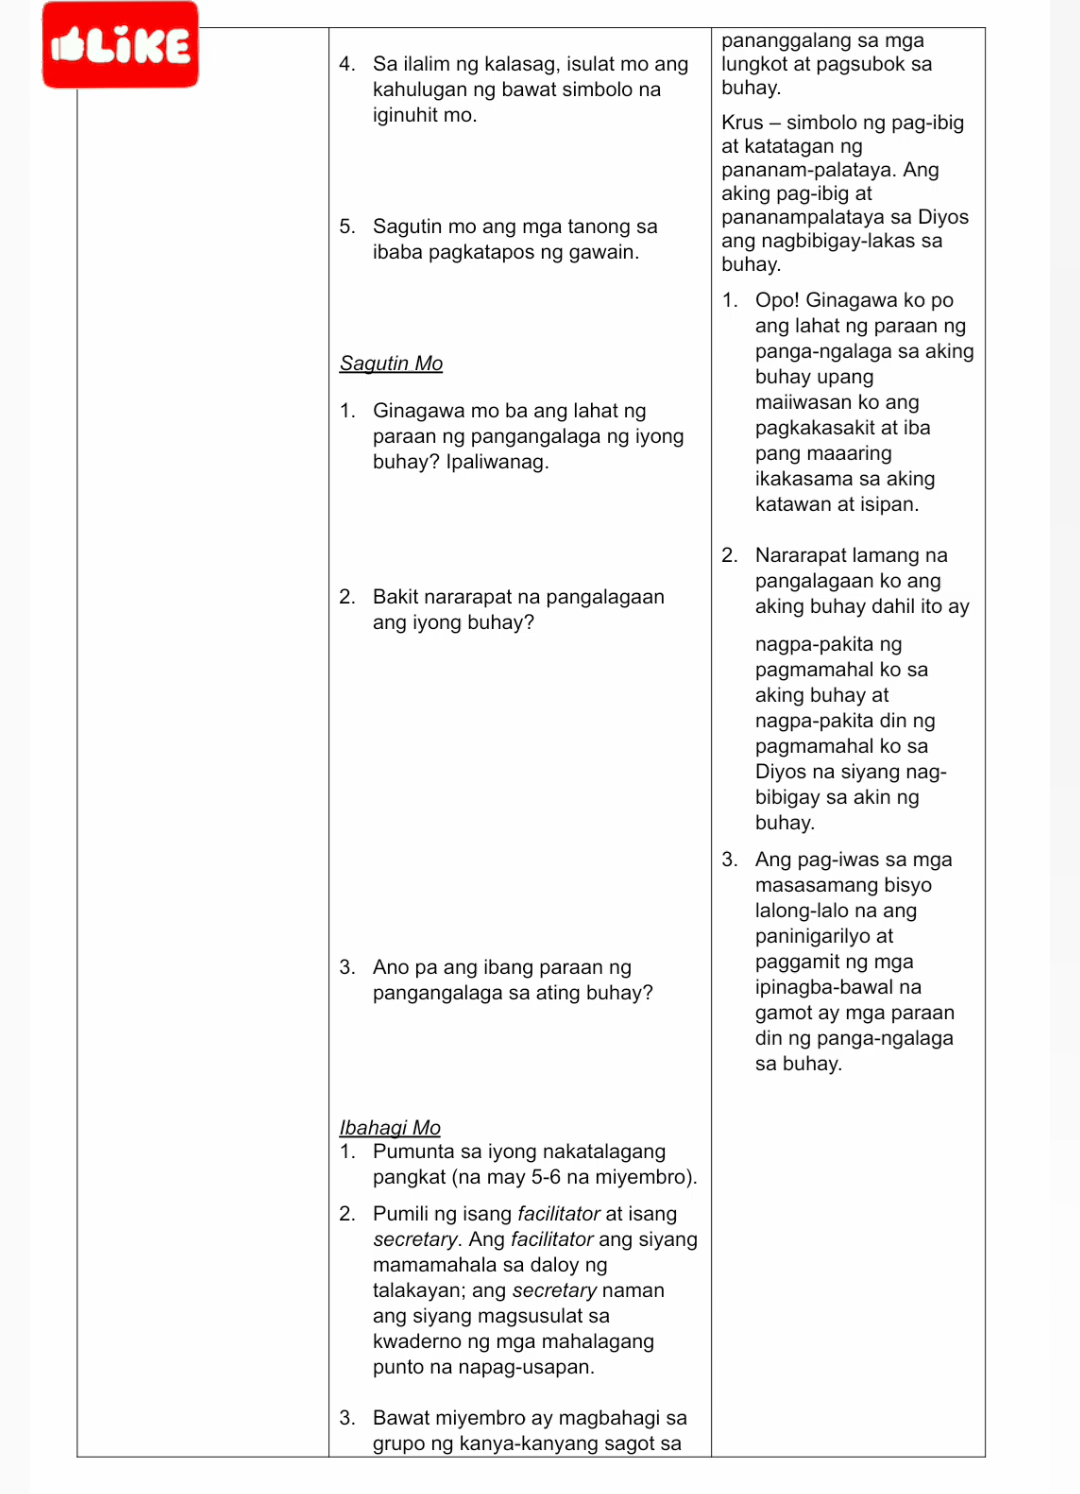 LiKE
4. Sa ilalim ng kalasag, isulat mo ang
kahulugan ng bawat simbolo na
iginuhit mo.
5. Sagutin mo ang mga tanong sa
ibaba pagkatapos ng gawain.
Sagutin Mo
1. Ginagawa mo ba ang lahat ng
paraan ng pangangalaga ng iyong
buhay? Ipaliwanag.
2. Bakit nararapat na pangalagaan
ang iyong buhay?
3. Ano pa ang ibang paraan ng
pangangalaga sa ating buhay?
Ibahagi Mo
1. Pumunta sa iyong nakatalagang
pangkat (na may 5-6 na miyembro).
2. Pumili ng isang facilitator at isang
secretary. Ang facilitator ang siyang
mamamahala sa daloy ng
talakayan; ang secretary naman
ang siyang magsusulat sa
kwaderno ng mga mahalagang
punto na napag-usapan.
3. Bawat miyembro ay magbahagi sa
grupo ng kanya-kanyang sagot sa
pananggalang sa mga
lungkot at pagsubok sa
buhay.
Krus – simbolo ng pag-ibig
at katatagan ng
pananam-palataya. Ang
aking pag-ibig at
pananampalataya sa Diyos
ang nagbibigay-lakas sa
buhay.
1. Opo! Ginagawa ko po
ang lahat ng paraan ng
panga-ngalaga sa aking
buhay upang
maiiwasan ko ang
pagkakasakit at iba
pang maaaring
ikakasama sa aking
katawan at isipan.
2. Nararapat lamang na
pangalagaan ko ang
aking buhay dahil ito ay
nagpa-pakita ng
pagmamahal ko sa
aking buhay at
nagpa-pakita din ng
pagmamahal ko sa
Diyos na siyang nag-
bibigay sa akin ng
buhay.
3. Ang pag-iwas sa mga
masasamang bisyo
lalong-lalo na ang
paninigarilyo at
paggamit ng mga
ipinagba-bawal na
gamot ay mga paraan
din ng panga-ngalaga
sa buhay.